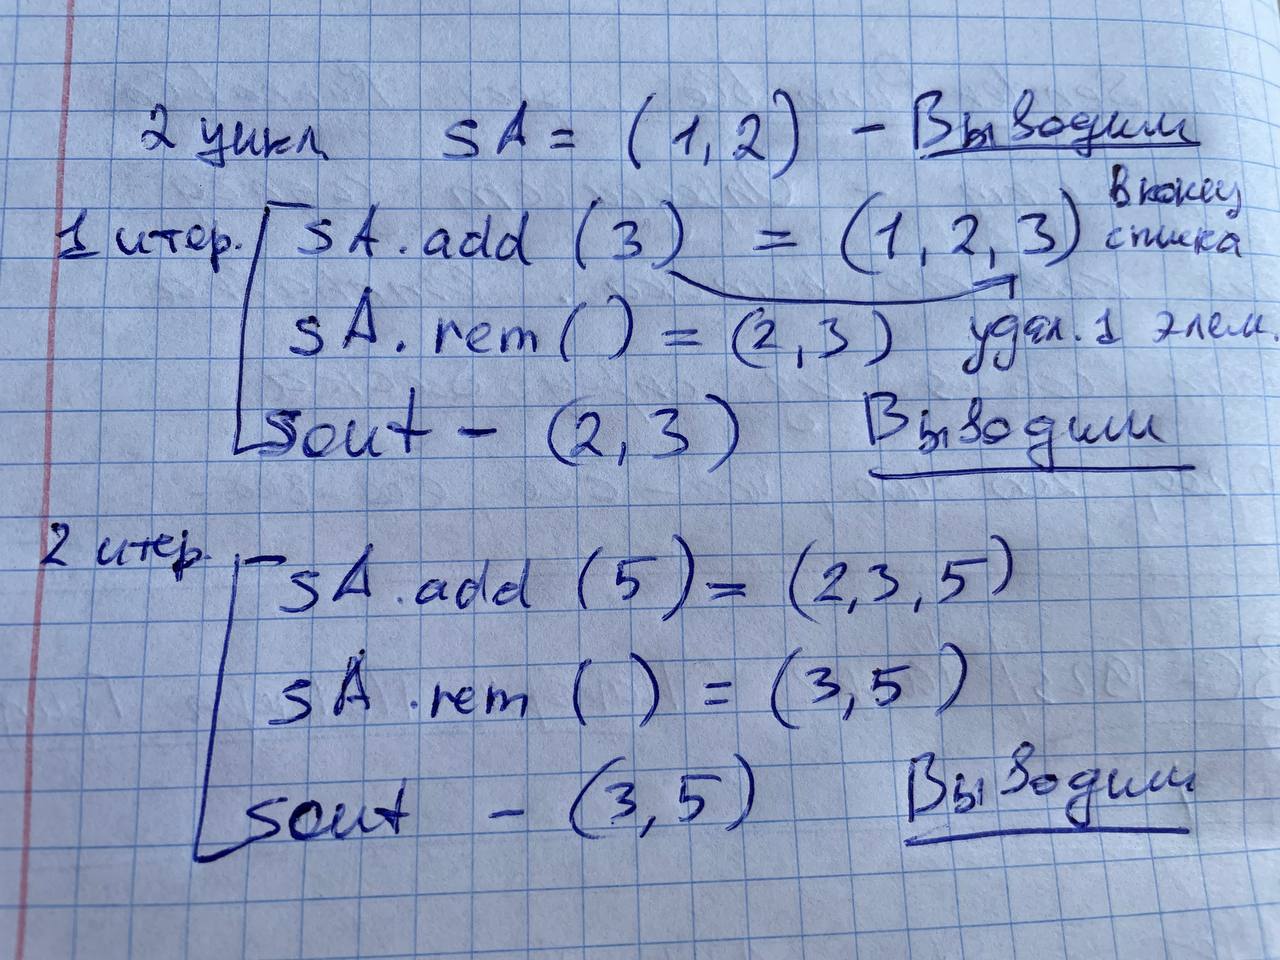 2 цикл sA = (1, 2) - Выводим
1 итер. sA.add (3) = (1, 2, 3) в конец списка
sA.rem ( ) = (2, 3) удал. 1 элем.
sout - (2, 3) Выводим
2 итер. sA.add (5) = (2, 3, 5)
sA.rem ( ) = (3, 5)
sout - (3, 5) Выводим